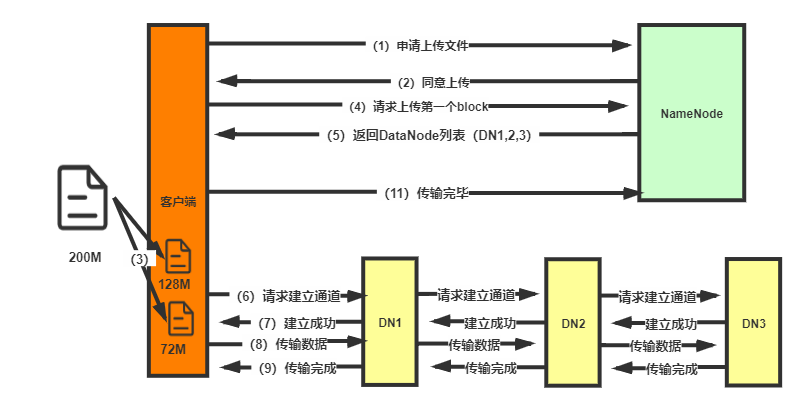 (1) 申请上传文件
(2) 同意上传
(4) 请求上传第一个block
(5) 返回DataNode列表 (DN1,2,3)
(11) 传输完毕
NameNode
客户端
200M
(3)
128M
72M
(6) 请求建立通道
(7) 建立成功
(8) 传输数据
(9) 传输完成
DN1
请求建立通道
建立成功
传输数据
传输完成
DN2
请求建立通道
建立成功
传输数据
传输完成
DN3